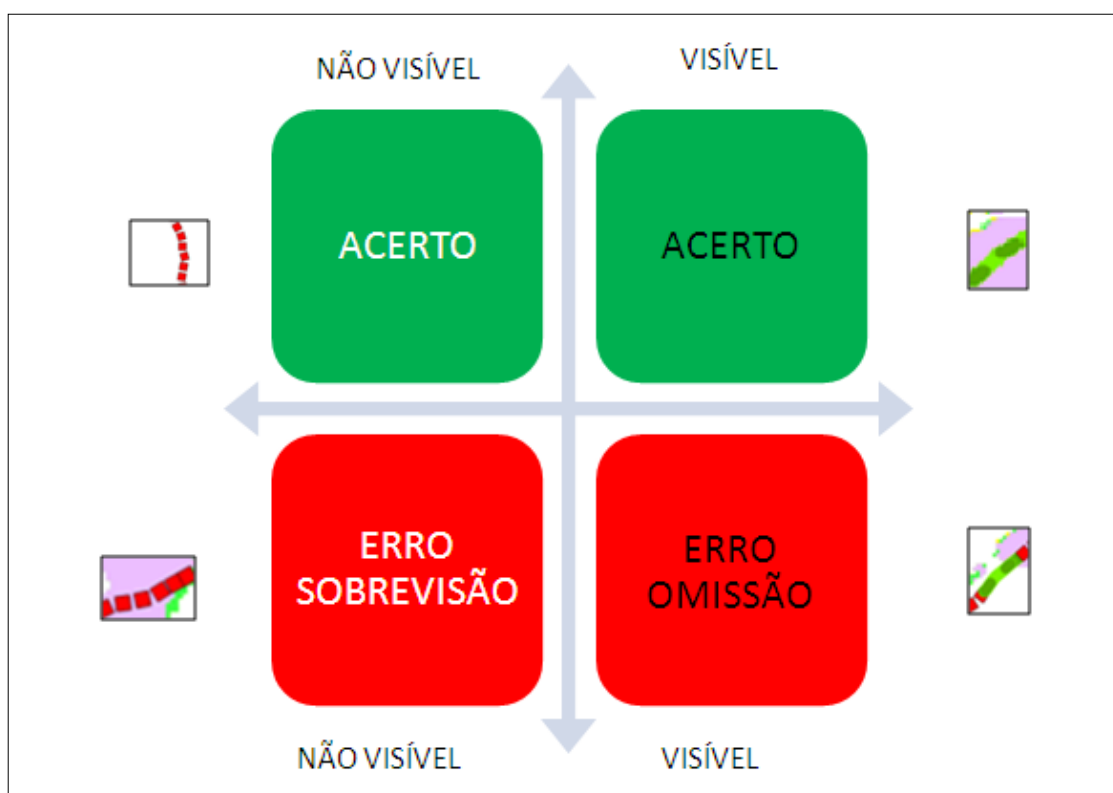 NÃO VISÍVEL
VISÍVEL
ACERTO
ACERTO
ERRO
SOBREVISÃO
ERRO
OMISSÃO
NÃO VISÍVEL
VISÍVEL